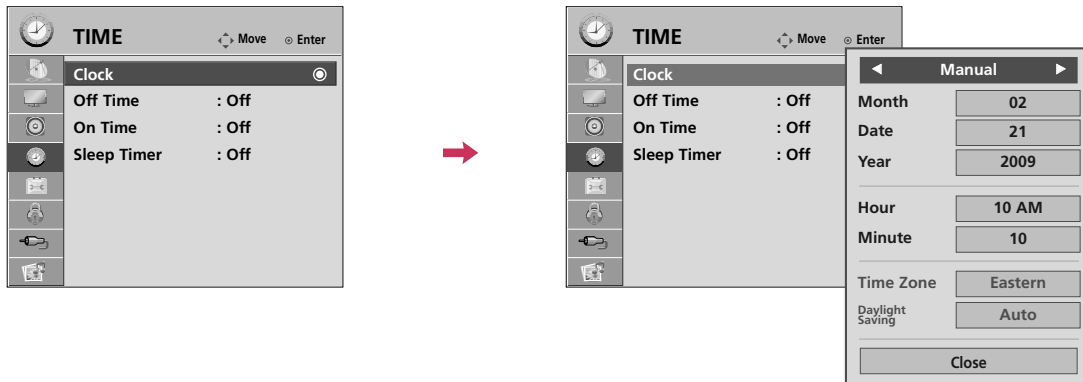 TIME Move Enter
Clock
Off Time : Off
On Time : Off
Sleep Timer : Off
TIME Move Enter
Clock
Off Time : Off
On Time : Off
Sleep Timer : Off
Manual
Month 02
Date 21
Year 2009
Hour 10 AM
Minute 10
Time Zone Eastern
Daylight
Saving
Auto
Close